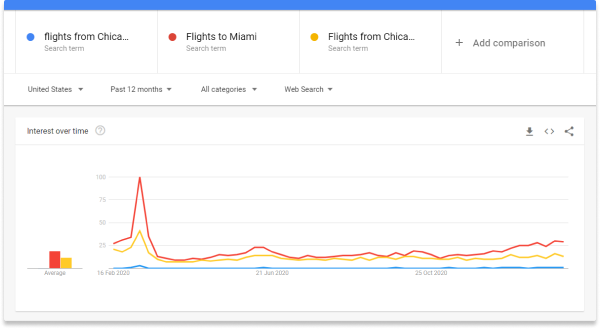 flights from Chica...
Search term
Flights to Miami
Search term
Flights from Chica...
Search term
+ Add comparison
United States
Past 12 months
All categories
Web Search
Interest over time
100
75
50
25
Average
16 Feb 2020
21 Jun 2020
25 Oct 2020